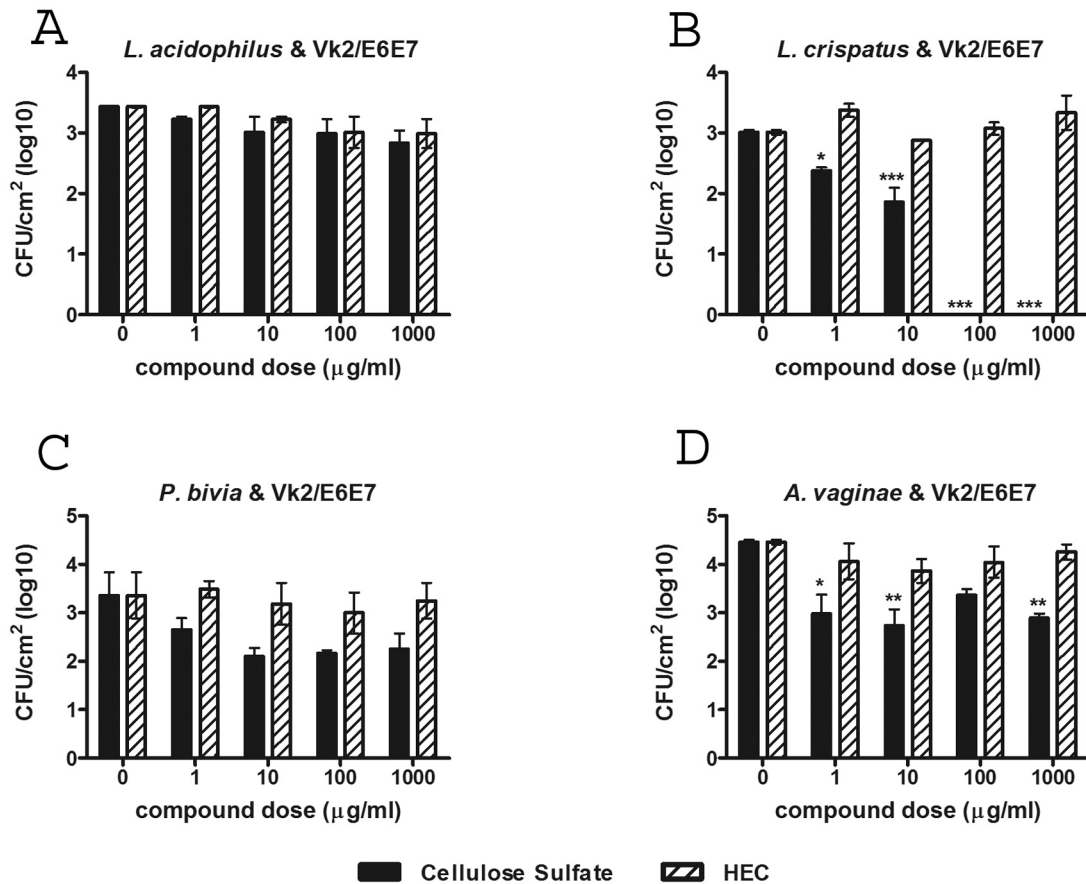 A
L. acidophilus & Vk2/E6E7
CFU/cm² (log10)
4
3
2
1
0
0 1 10 100 1000
compound dose (μg/ml)
B
L. crispatus & Vk2/E6E7
CFU/cm² (log10)
4
3
2
1
0
* *** *** ***
0 1 10 100 1000
compound dose (μg/ml)
C
P. bivia & Vk2/E6E7
CFU/cm² (log10)
5
4
3
2
1
0
0 1 10 100 1000
compound dose (μg/ml)
D
A. vaginae & Vk2/E6E7
CFU/cm² (log10)
5
4
3
2
1
0
* ** **
0 1 10 100 1000
compound dose (μg/ml)
Cellulose Sulfate HEC